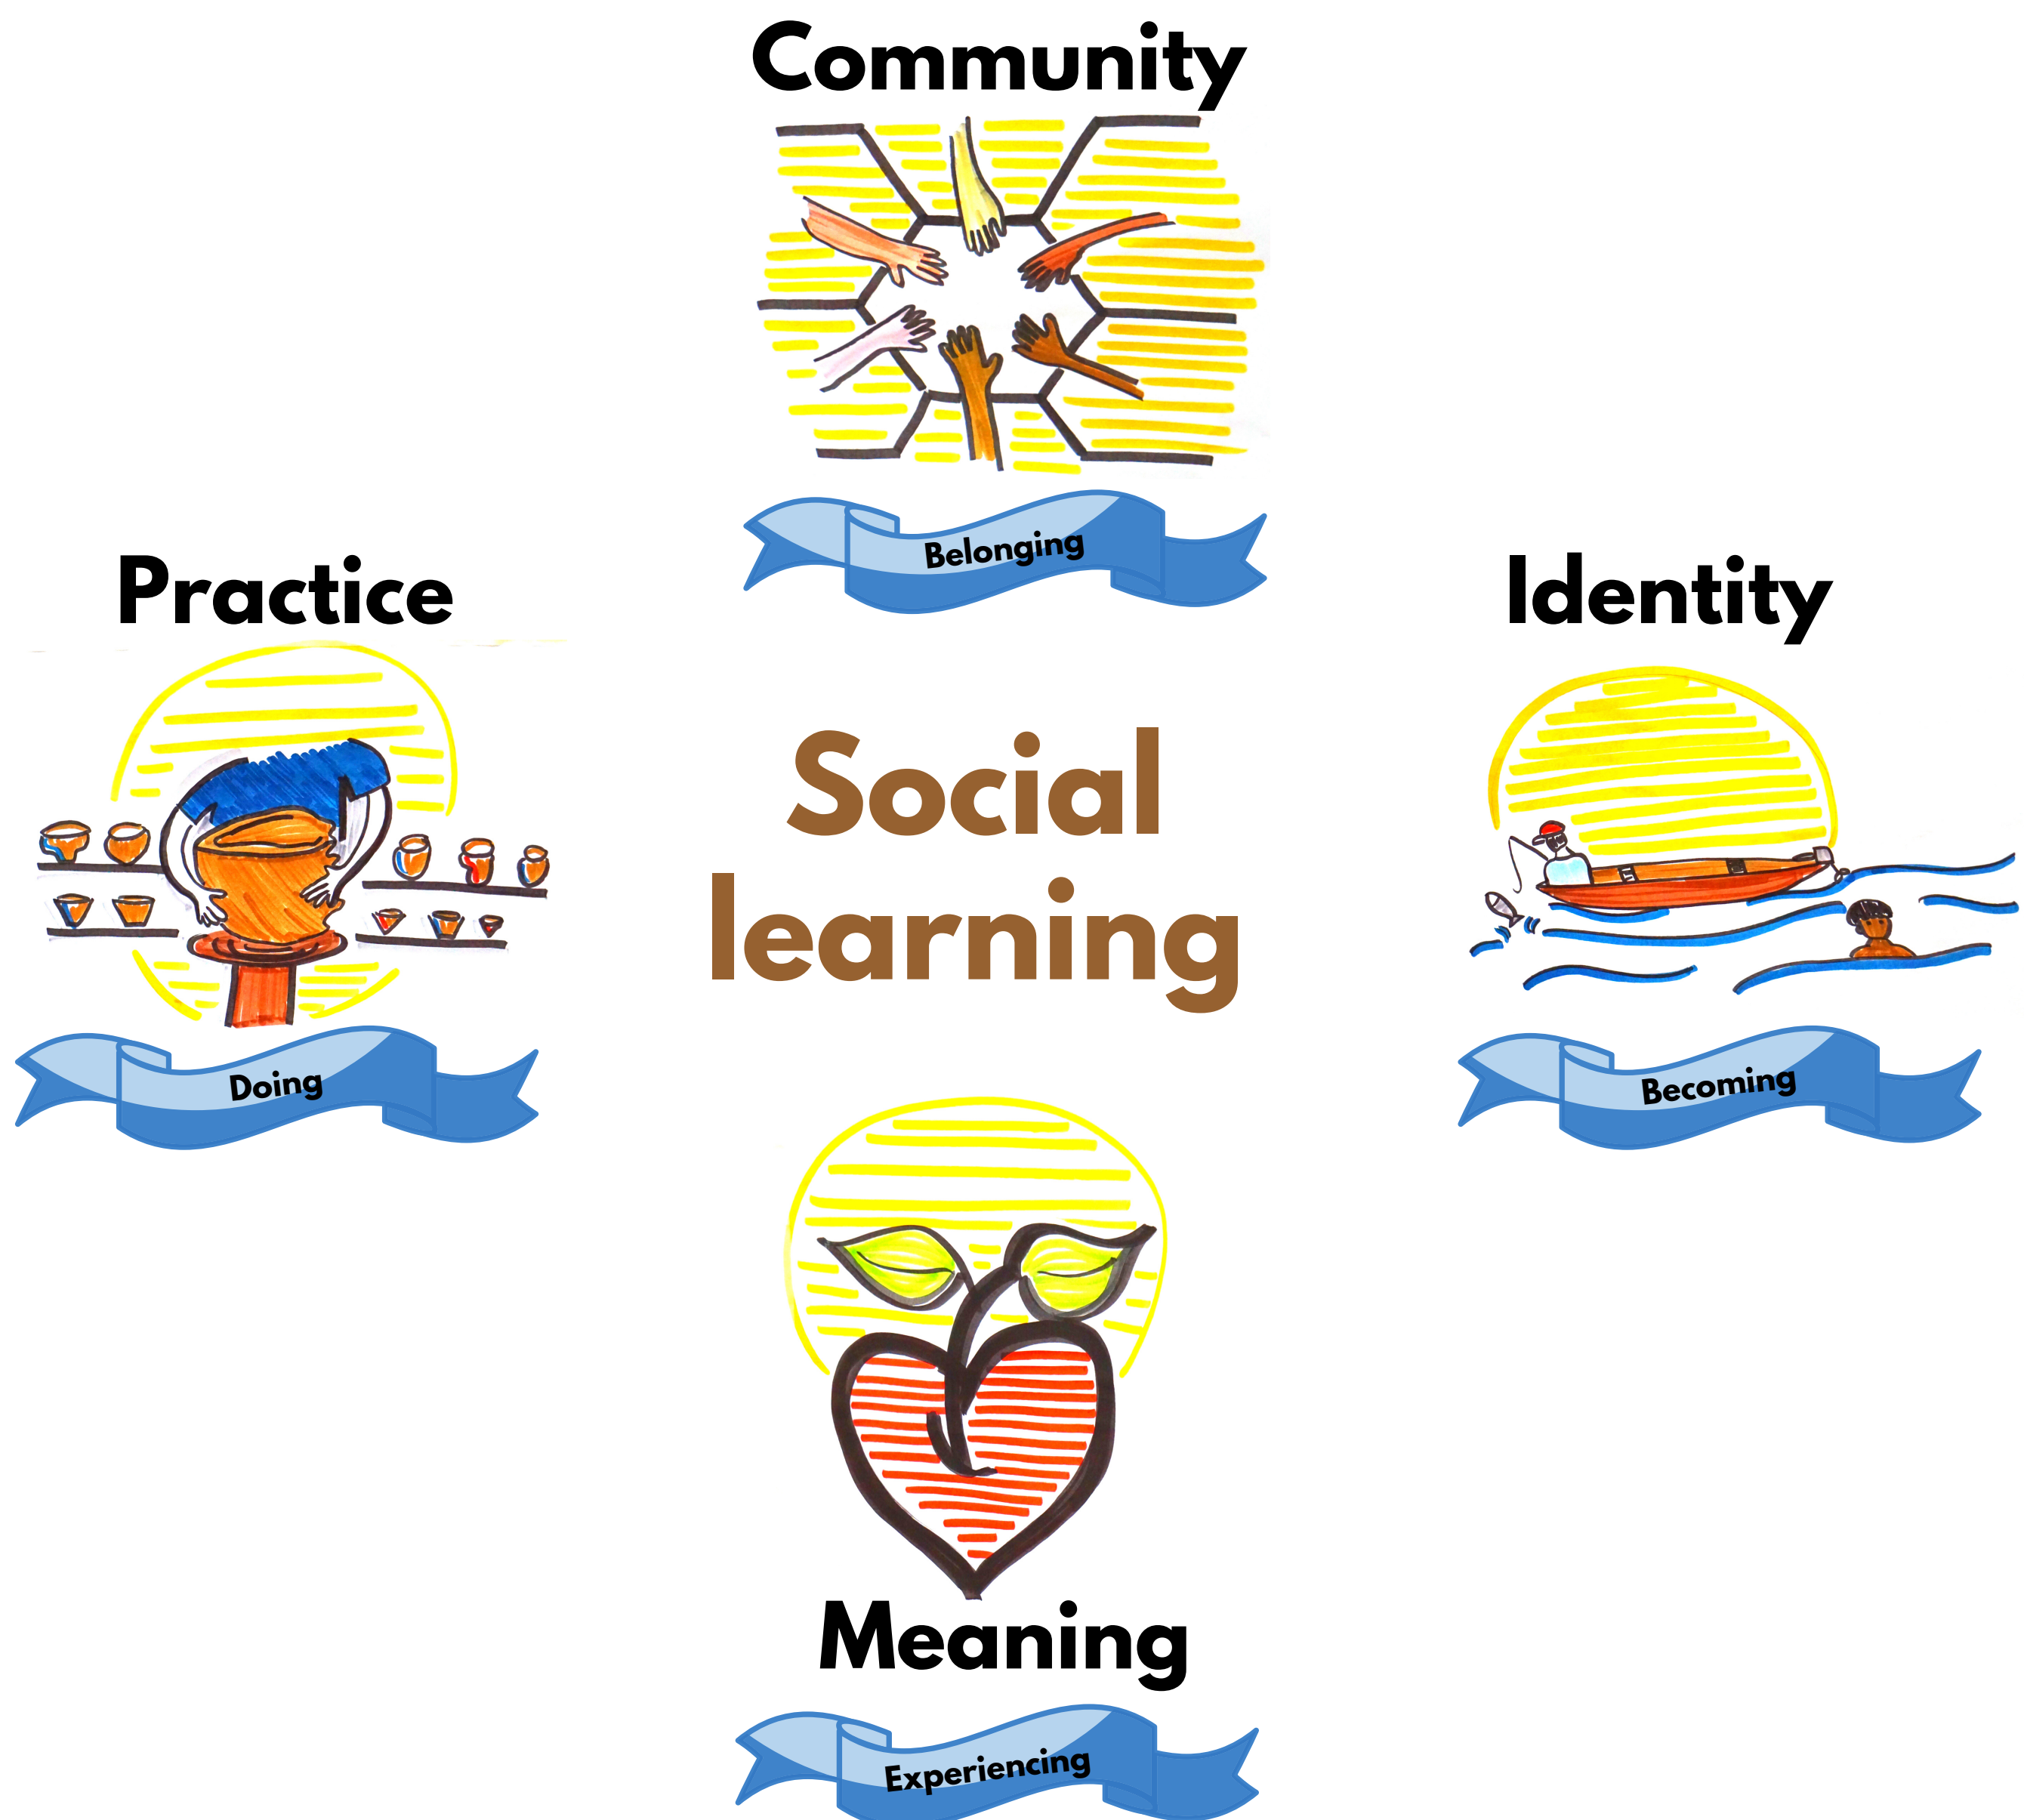 Community
Belonging
Practice
Doing
Social
learning
Identity
Becoming
Meaning
Experiencing